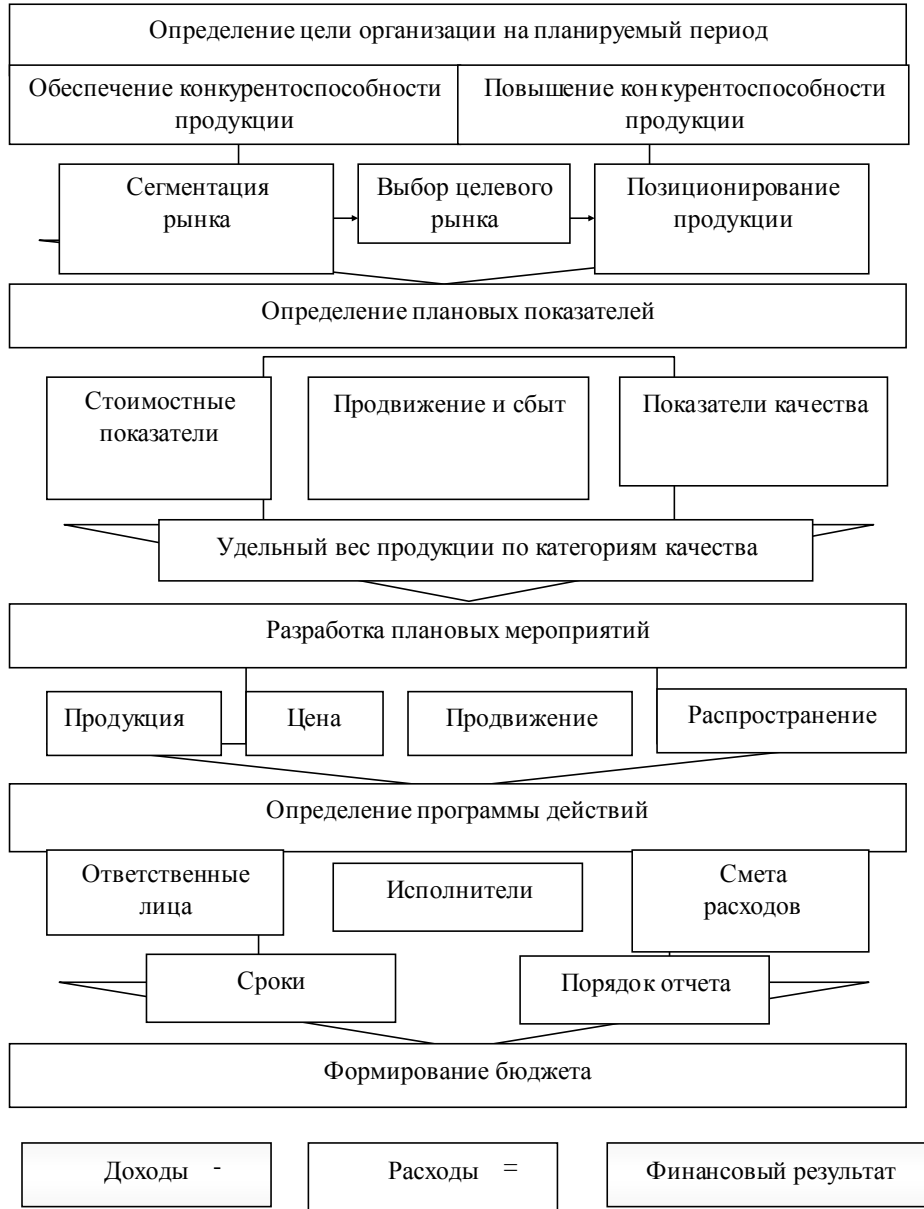 Определение цели организации на планируемый период
Обеспечение конкурентоспособности
продукции
Повышение конкурентоспособности
продукции
Сегментация
рынка
Выбор целевого
рынка
Позиционирование
продукции
Определение плановых показателей
Стоимостные
показатели
Продвижение и сбыт
Показатели качества
Удельный вес продукции по категориям качества
Разработка плановых мероприятий
Продукция
Цена
Продвижение
Распространение
Определение программы действий
Ответственные
лица
Исполнители
Смета
расходов
Сроки
Порядок отчета
Формирование бюджета
Доходы -
Расходы =
Финансовый результат